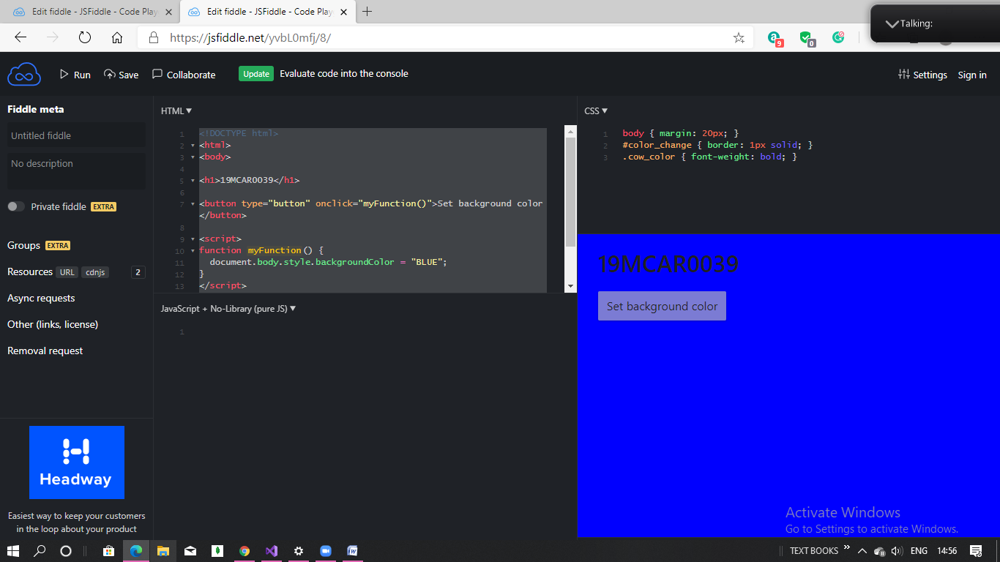 Edit fiddle - JSFiddle - Code Play
Edit fiddle - JSFiddle - Code Play
Talking:
https://jsfiddle.net/yvbL0mfj/8/
a
9
0
Run
Save
Collaborate
Update
Evaluate code into the console
Settings
Sign in
Fiddle meta
Untitled fiddle
No description
Private fiddle EXTRA
Groups EXTRA
Resources URL cdnjs 2
Async requests
Other (links, license)
Removal request
Headway
Easiest way to keep your customers
in the loop about your product
HTML
1 <!DOCTYPE html>
2 <html>
3 <body>
4
5 <h1>19MCAR0039</h1>
6
7 <button type="button" onclick="myFunction()">Set background color
</button>
8
9 <script>
10 function myFunction() {
11 document.body.style.backgroundColor = "BLUE";
12 }
13 </script>
JavaScript + No-Library (pure JS)
1
CSS
1 body { margin: 20px; }
2 #color_change { border: 1px solid; }
3 .cow_color { font-weight: bold; }
19MCAR0039
Set background color
Activate Windows
Go to Settings to activate Windows.
TEXT BOOKS
ENG
14:56